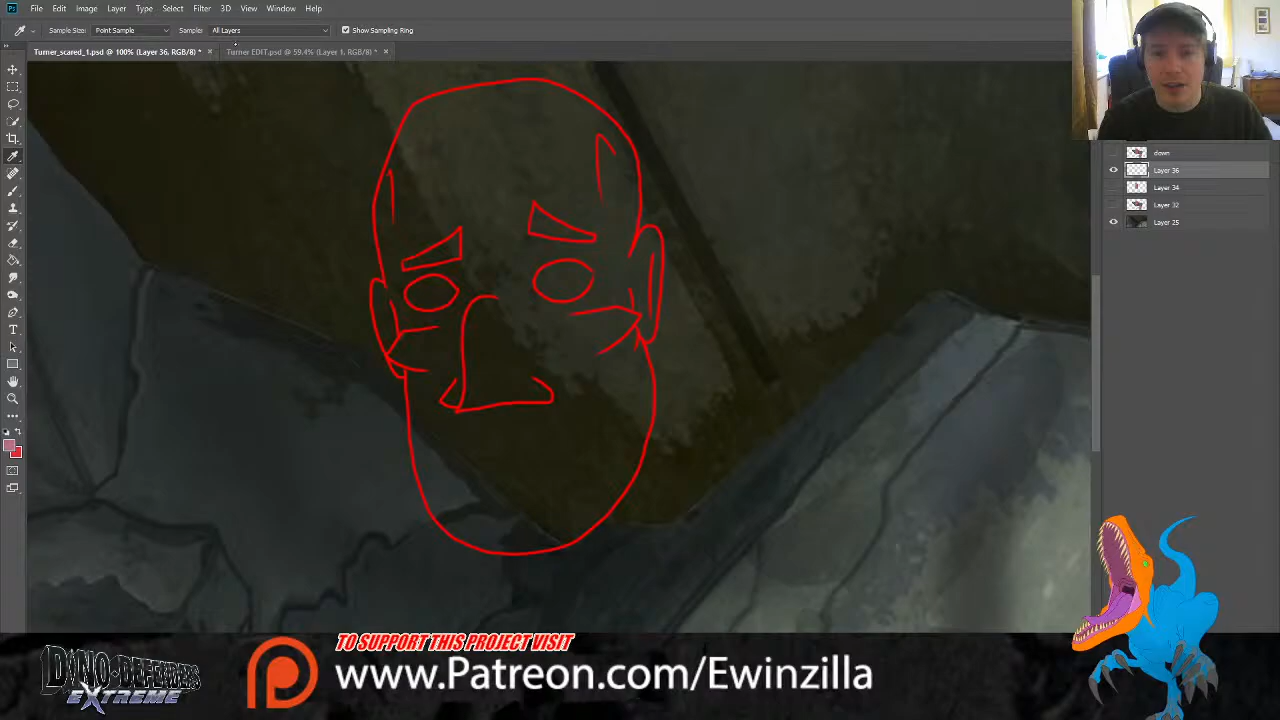 Ps File Edit Image Layer Type Select Filter 3D View Window Help
Sample Size: Point Sample Sample: All Layers Show Sampling Ring
Turner_scared_1.psd @ 100% (Layer 36, RGB/8) * × Turner EDIT.psd @ 59.4% (Layer 1, RGB/8) * ×
down
Layer 36
Layer 34
Layer 32
Layer 25
T
TO SUPPORT THIS PROJECT VISIT
DINO-DEFENDERS
EXTREME
www.Patreon.com/Ewinzilla